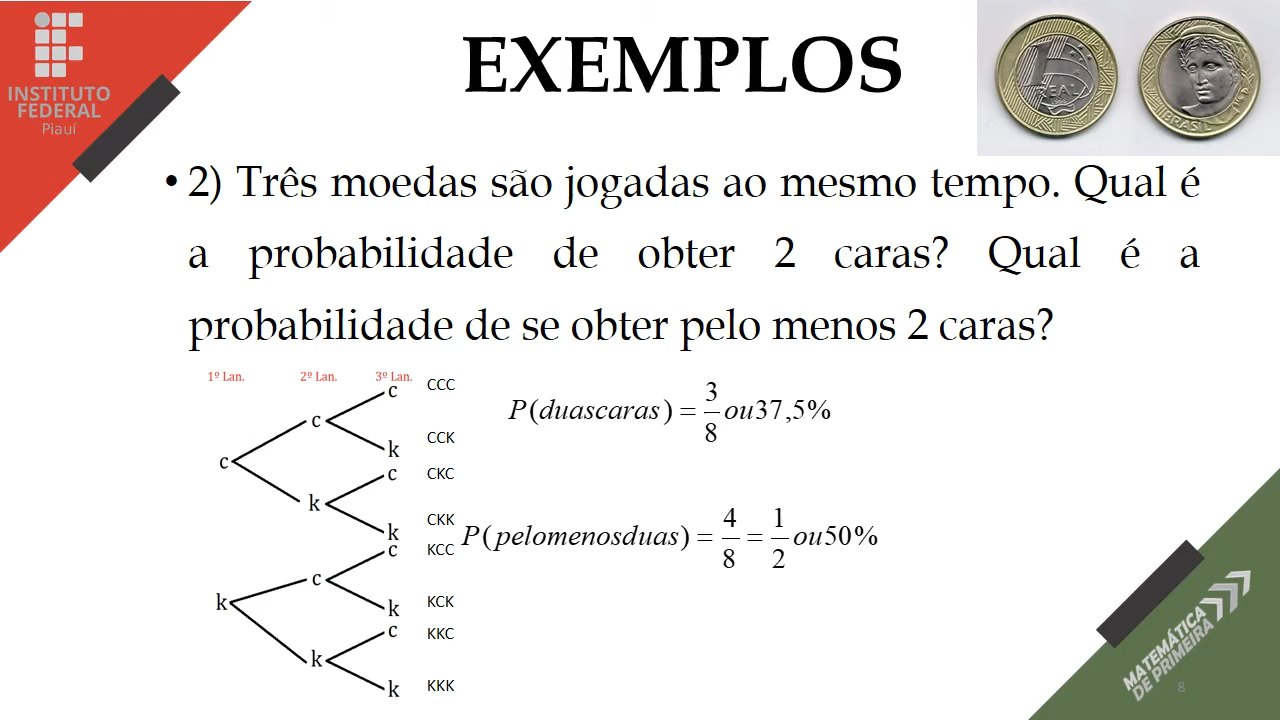 INSTITUTO
FEDERAL
Piauí
EXEMPLOS
REAL
BRASIL
• 2) Três moedas são jogadas ao mesmo tempo. Qual é
a probabilidade de obter 2 caras? Qual é a
probabilidade de se obter pelo menos 2 caras?
1º Lan. 2º Lan. 3º Lan.
c CCC
c
k CCK
c
c CKC
k
k CKK
c KCC
c
k KCK
k
c KKC
k
k KKK
P(duascaras) = 3/8 ou37,5%
P(pelomenosduas) = 4/8 = 1/2 ou50%
MATEMÁTICA
DE PRIMEIRA
8